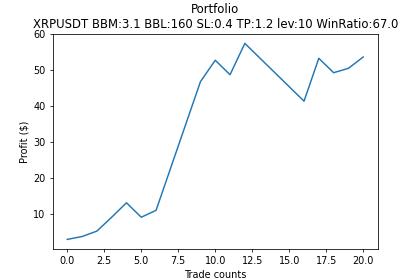 Portfolio
XRPUSDT BBM:3.1 BBL:160 SL:0.4 TP:1.2 lev:10 WinRatio:67.0
60
50
40
30
20
10
Profit ($)
0.0 2.5 5.0 7.5 10.0 12.5 15.0 17.5 20.0
Trade counts